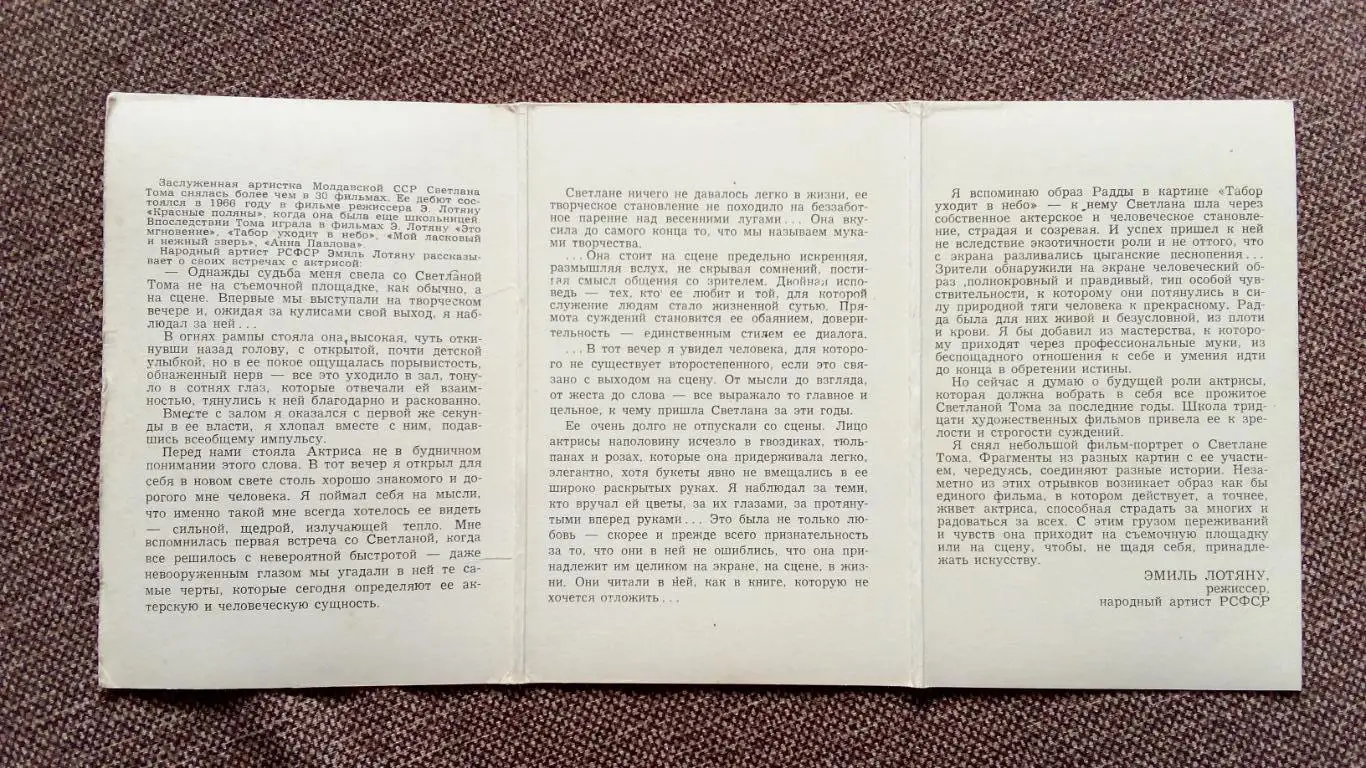 Заслуженная артистка Молдавской ССР Светлана
Тома снялась более чем в 30 фильмах. Ее дебют сос-
тоялся в 1966 году в фильме режиссера Э. Лотяну
«Красные поляны», когда она была еще школьницей.
Впоследствии Тома играла в фильмах Э. Лотяну «Это
мгновение», «Табор уходит в небо», «Мой ласковый
и нежный зверь», «Анна Павлова».
Народный артист РСФСР Эмиль Лотяну рассказы-
вает о своих встречах с актрисой:
— Однажды судьба меня свела со Светланой
Тома не на съемочной площадке, как обычно, а
на сцене. Впервые мы выступали на творческом
вечере и, ожидая за кулисами свой выход, я наб-
людал за ней...
В огнях рампы стояла она, высокая, чуть отки-
нувши назад голову, с открытой, почти детской
улыбкой, но в ее покое ощущалась порывистость,
обнаженный нерв — все это уходило в зал, тону-
ло в сотнях глаз, которые отвечали ей взаим-
ностью, тянулись к ней благодарно и раскованно.
Вместе с залом я оказался с первой же секун-
ды в ее власти, я хлопал вместе с ним, подав-
шись всеобщему импульсу.
Перед нами стояла Актриса не в будничном
понимании этого слова. В тот вечер я открыл для
себя в новом свете столь хорошо знакомого и до-
рогого мне человека. Я поймал себя на мысли,
что именно такой мне всегда хотелось ее видеть
— сильной, щедрой, излучающей тепло. Мне
вспомнилась первая встреча со Светланой, когда
все решилось с невероятной быстротой — даже
невооруженным глазом мы угадали в ней те са-
мые черты, которые сегодня определяют ее ак-
терскую и человеческую сущность.
Светлане ничего не давалось легко в жизни, ее
творческое становление не походило на беззабот-
ное парение над весенними лугами... Она вку-
сила до самого конца то, что мы называем мука-
ми творчества.
...Она стоит на сцене предельно искренняя,
размышляя вслух, не скрывая сомнений, пости-
гая смысл общения со зрителем. Двойная испо-
ведь — тех, кто ее любит и той, для которой
служение людям стало жизненной сутью. Пря-
мота суждений становится ее обаянием, довери-
тельность — единственным стилем ее диалога.
...В тот вечер я увидел человека, для которо-
го не существует второстепенного, если это свя-
зано с выходом на сцену. От мысли до взгляда,
от жеста до слова — все выражало то главное и
цельное, к чему пришла Светлана за эти годы.
Ее очень долго не отпускали со сцены. Лицо
актрисы наполовину исчезло в гвоздиках, тюль-
панах и розах, которые она придерживала легко,
элегантно, хотя букеты явно не вмещались в ее
широко раскрытых руках. Я наблюдал за теми,
кто вручал ей цветы, за их глазами, за протяну-
тыми вперед руками... Это была не только лю-
бовь — скорее и прежде всего признательность
за то, что они в ней не ошиблись, что она при-
надлежит им целиком на экране, на сцене, в жиз-
ни. Они читали в ней, как в книге, которую не
хочется отложить...
Я вспоминаю образ Радды в картине «Табор
уходит в небо» — к нему Светлана шла через
собственное актерское и человеческое становле-
ние, страдая и созревая. И успех пришел к ней
не вследствие экзотичности роли и не оттого, что
с экрана разливались цыганские песнопения...
Зрители обнаружили на экране человеческий об-
раз полнокровный и правдивый, тип особой чув-
ствительности, к которому они потянулись в си-
лу природной тяги человека к прекрасному. Рад-
да была для них живой и безусловной, из плоти
и крови. Я бы добавил из мастерства, к которо-
му приходят через профессиональные муки, из
беспощадного отношения к себе и умения идти
до конца в обретении истины.
Но сейчас я думаю о будущей роли актрисы,
которая должна вобрать в себя все прожитое
Светланой Тома за последние годы. Школа трид-
цати художественных фильмов привела ее к зре-
лости и строгости суждений.
Я снял небольшой фильм-портрет о Светлане
Тома. Фрагменты из разных картин с ее участи-
ем, чередуясь, соединяют разные истории. Неза-
метно из этих отрывков возникает образ как бы
единого фильма, в котором действует, а точнее,
живет актриса, способная страдать за многих и
радоваться за всех. С этим грузом переживаний
и чувств она приходит на съемочную площадку
или на сцену, чтобы, не щадя себя, принадле-
жать искусству.
ЭМИЛЬ ЛОТЯНУ,
режиссер,
народный артист РСФСР